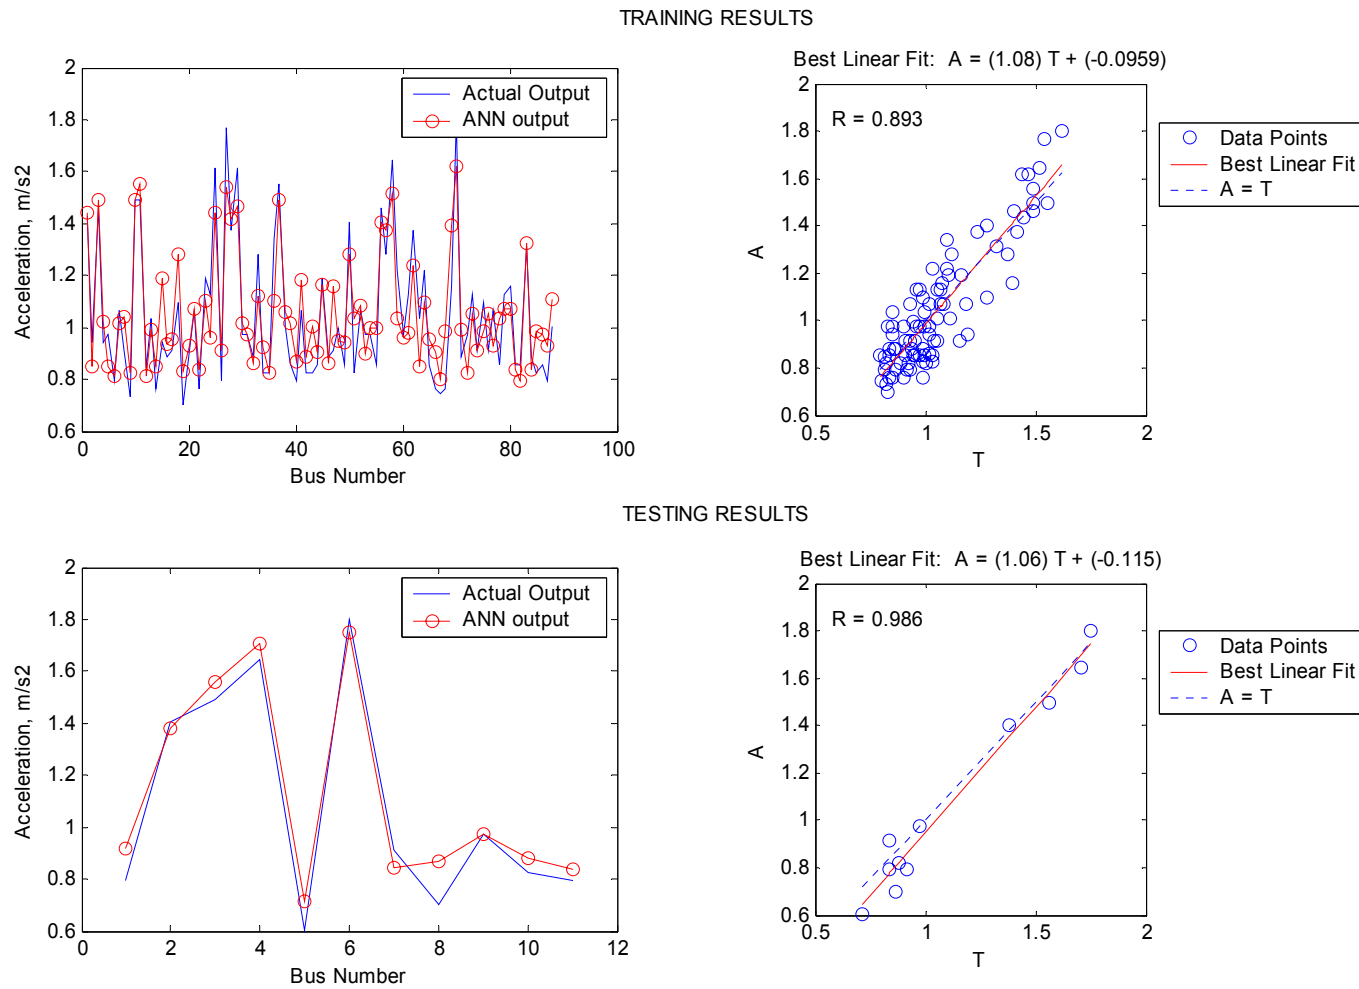 TRAINING RESULTS
Best Linear Fit: A = (1.08) T + (-0.0959)
2
1.8
1.6
1.4
1.2
1
0.8
0.6
Acceleration, m/s2
Actual Output
ANN output
0
20
40
60
80
100
Bus Number
2
1.8
1.6
1.4
1.2
1
0.8
0.6
A
R = 0.893
0.5
1
1.5
2
T
Data Points
Best Linear Fit
A = T
TESTING RESULTS
Best Linear Fit: A = (1.06) T + (-0.115)
2
1.8
1.6
1.4
1.2
1
0.8
0.6
Acceleration, m/s2
Actual Output
ANN output
0
2
4
6
8
10
12
Bus Number
2
1.8
1.6
1.4
1.2
1
0.8
0.6
A
R = 0.986
0.5
1
1.5
2
T
Data Points
Best Linear Fit
A = T